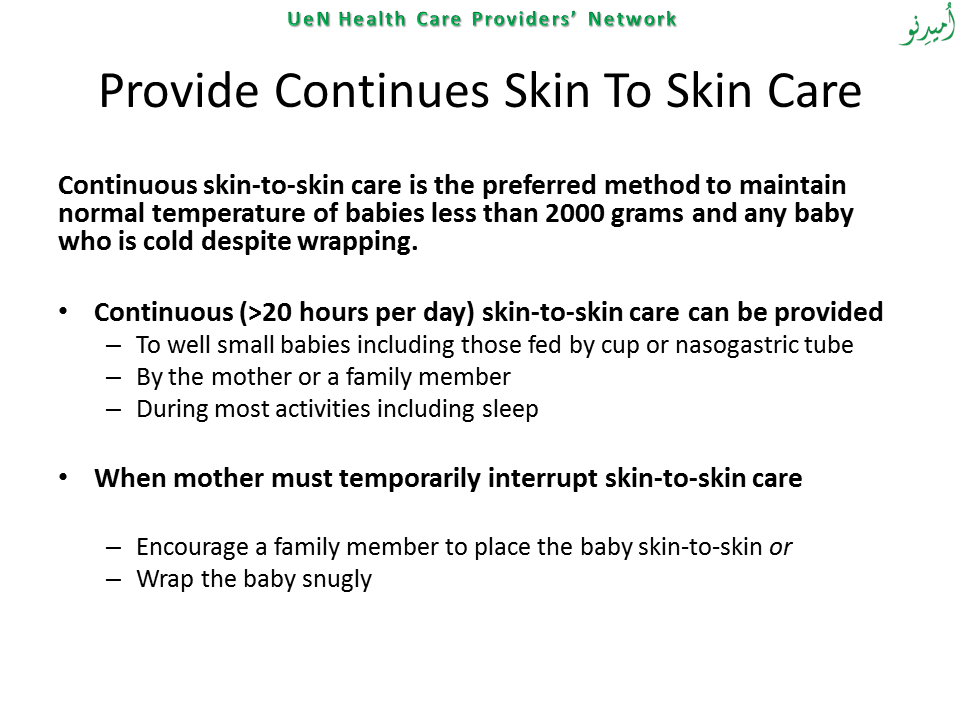 UeN Health Care Providers’ Network
اُمیدِنو
Provide Continues Skin To Skin Care
Continuous skin-to-skin care is the preferred method to maintain
normal temperature of babies less than 2000 grams and any baby
who is cold despite wrapping.
• Continuous (>20 hours per day) skin-to-skin care can be provided
– To well small babies including those fed by cup or nasogastric tube
– By the mother or a family member
– During most activities including sleep
• When mother must temporarily interrupt skin-to-skin care
– Encourage a family member to place the baby skin-to-skin or
– Wrap the baby snugly